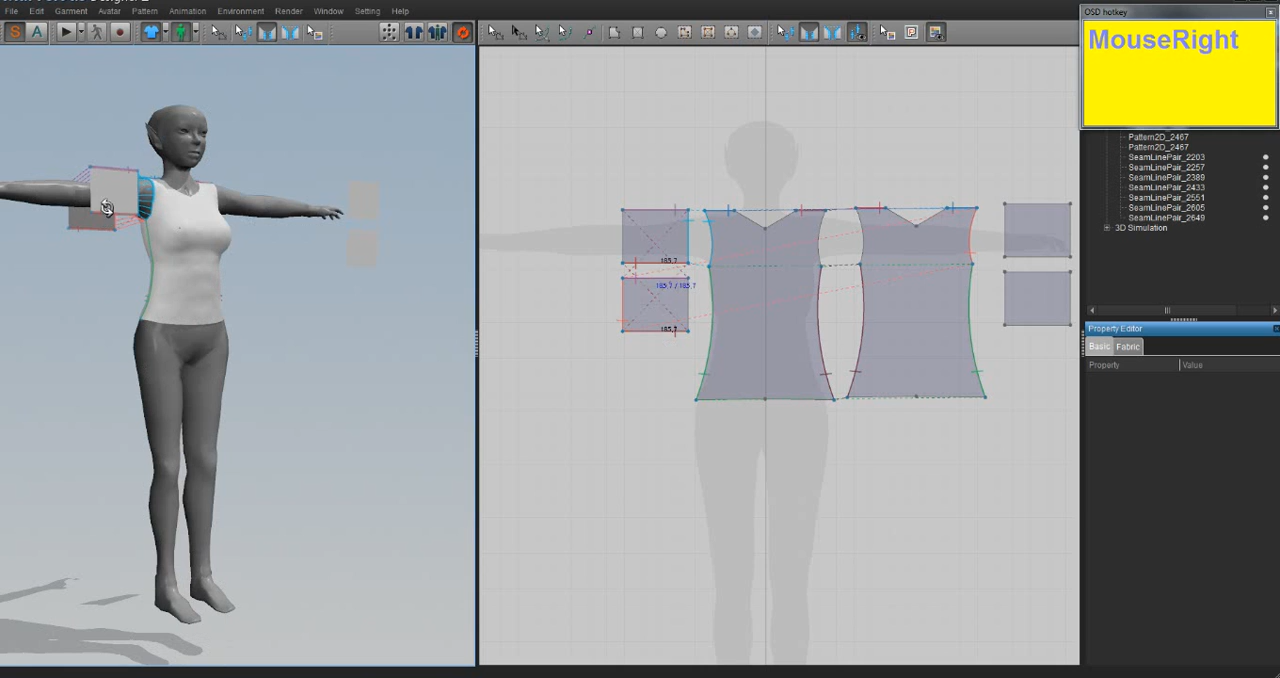 File Edit Garment Avatar Pattern Animation Environment Render Window Setting Help
S A
OSD hotkey
MouseRight
Pattern2D_2467
Pattern2D_2467
SeamLinePair_2203
SeamLinePair_2257
SeamLinePair_2389
SeamLinePair_2433
SeamLinePair_2551
SeamLinePair_2605
SeamLinePair_2649
3D Simulation
185.7
185.7 / 185.7
185.7
Property Editor
Basic Fabric
Property Value